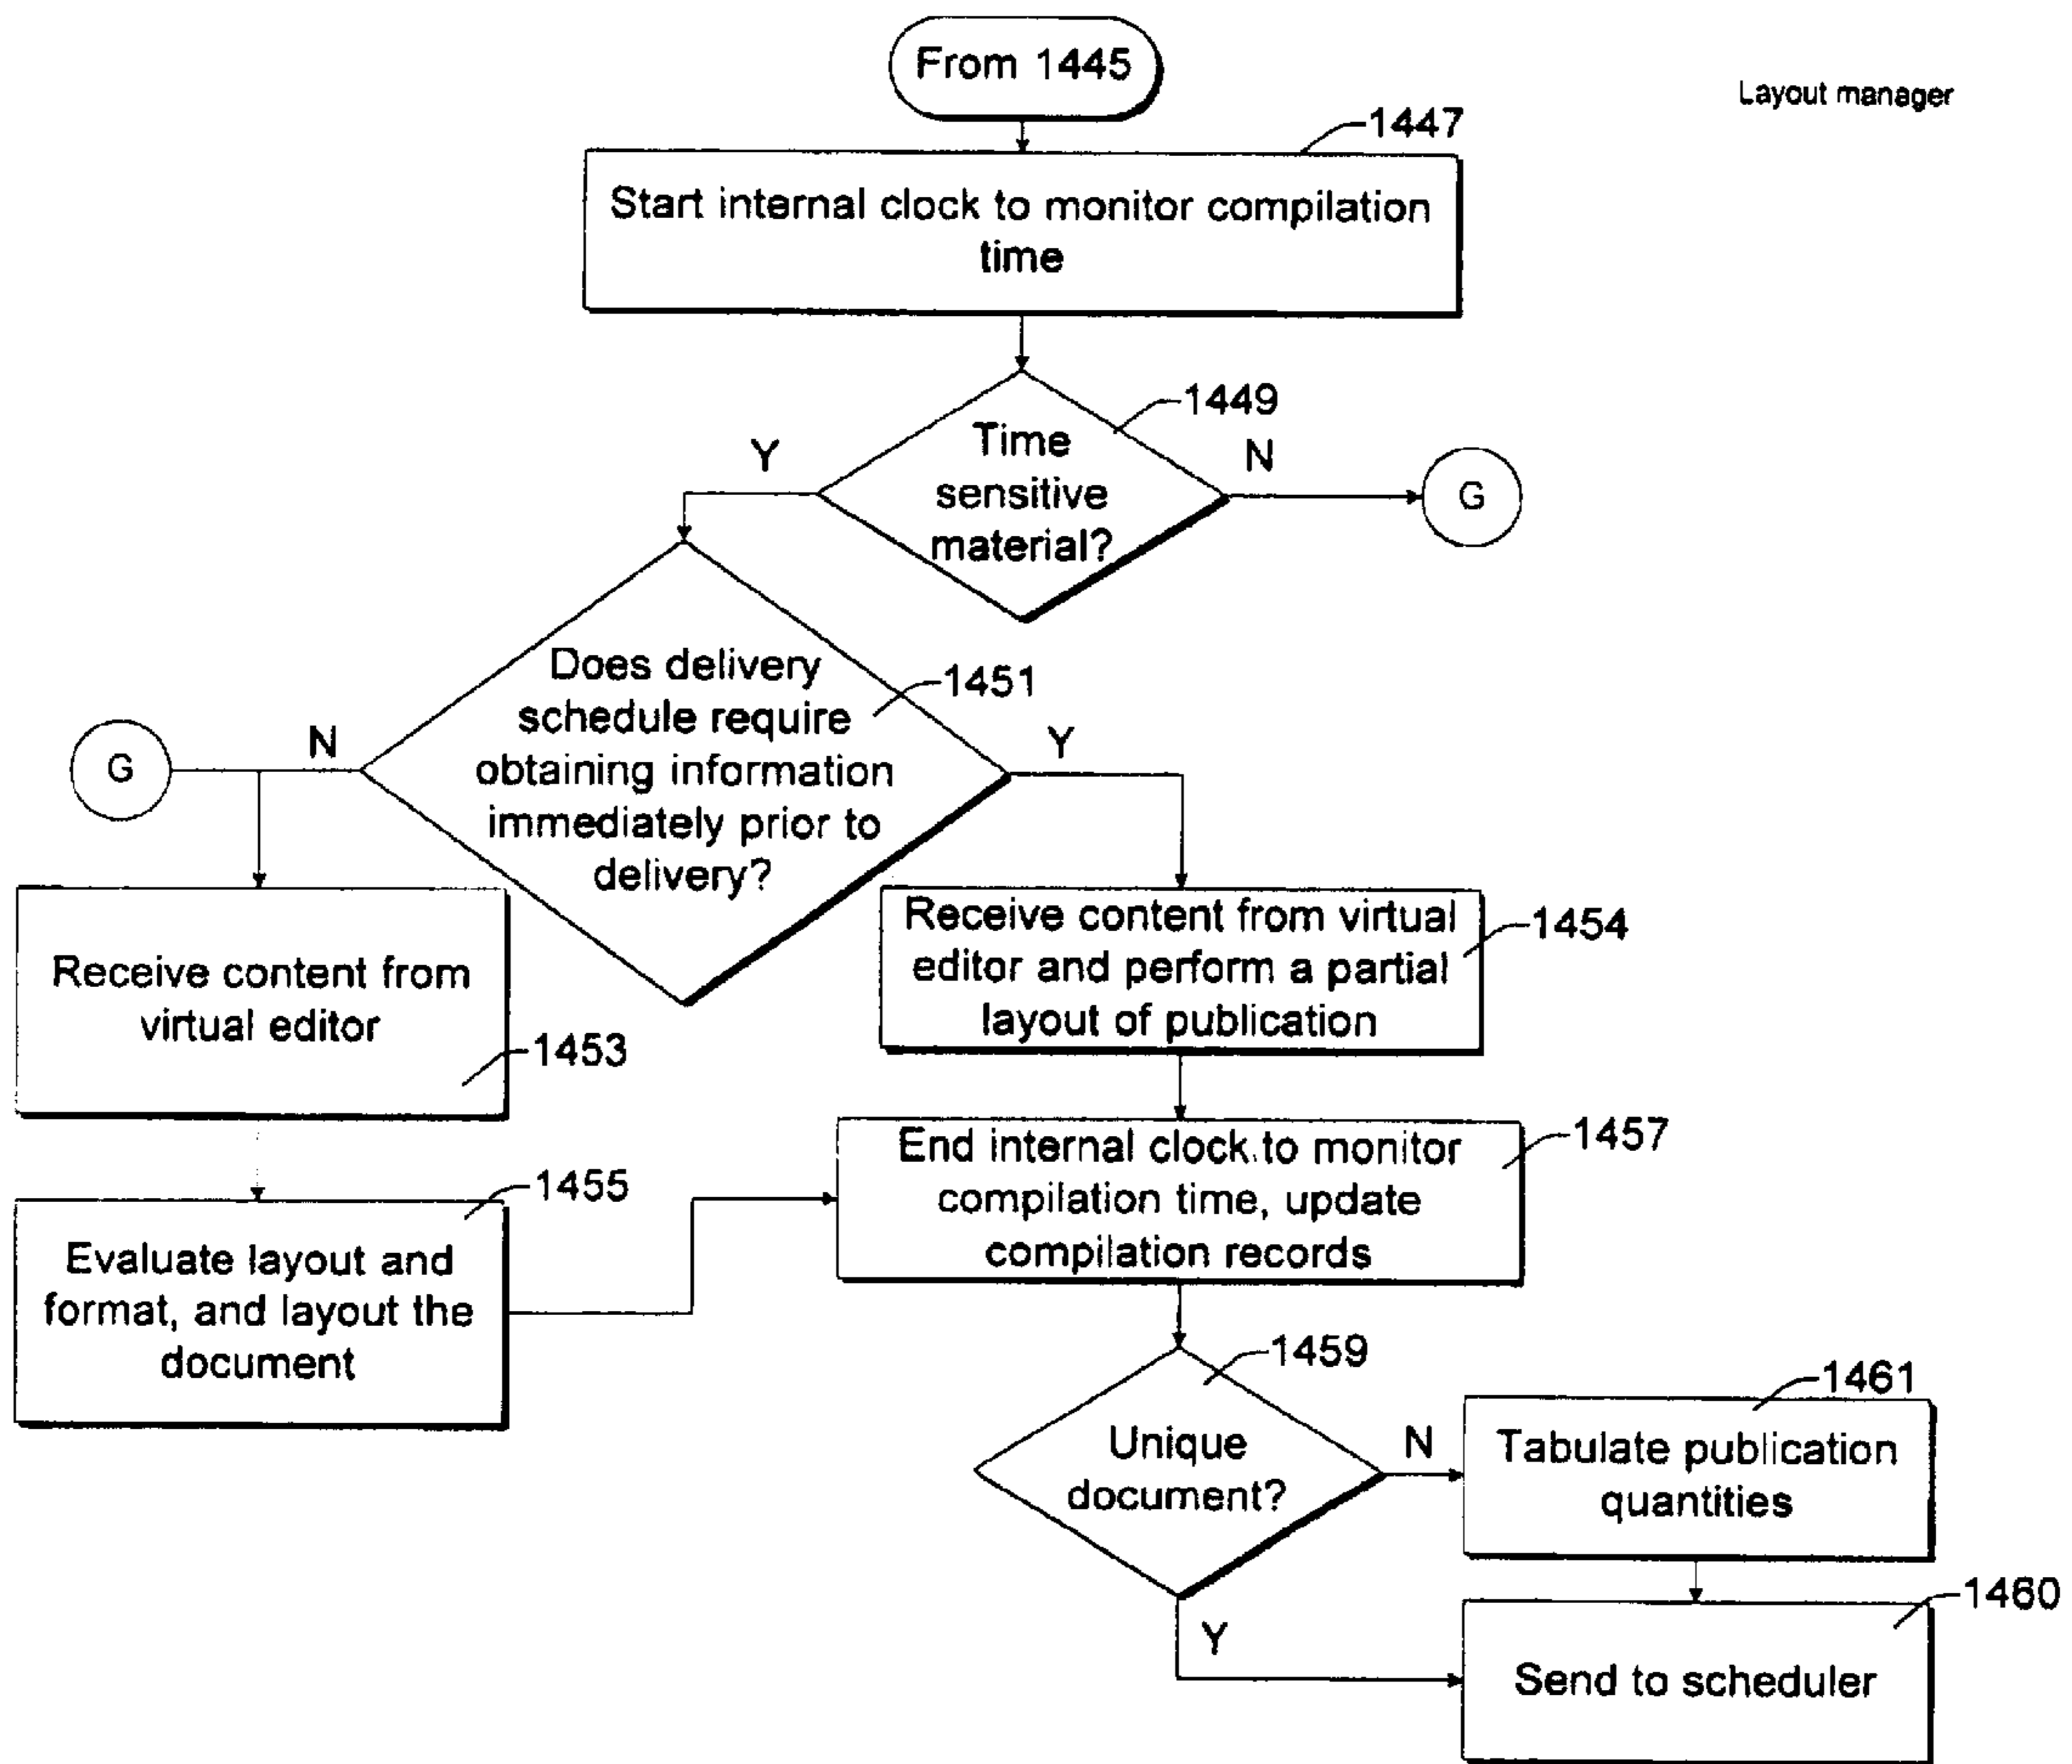 From 1445
Layout manager
1447
Start internal clock to monitor compilation
time
1449
Time
sensitive
material?
Y
N
G
Does delivery
schedule require
obtaining information
immediately prior to
delivery?
1451
G
N
Y
Receive content from
virtual editor
1453
Receive content from virtual
editor and perform a partial
layout of publication
1454
Evaluate layout and
format, and layout the
document
1455
End internal clock to monitor
compilation time, update
compilation records
1457
Unique
document?
1459
N
Y
Tabulate publication
quantities
1461
Send to scheduler
1460